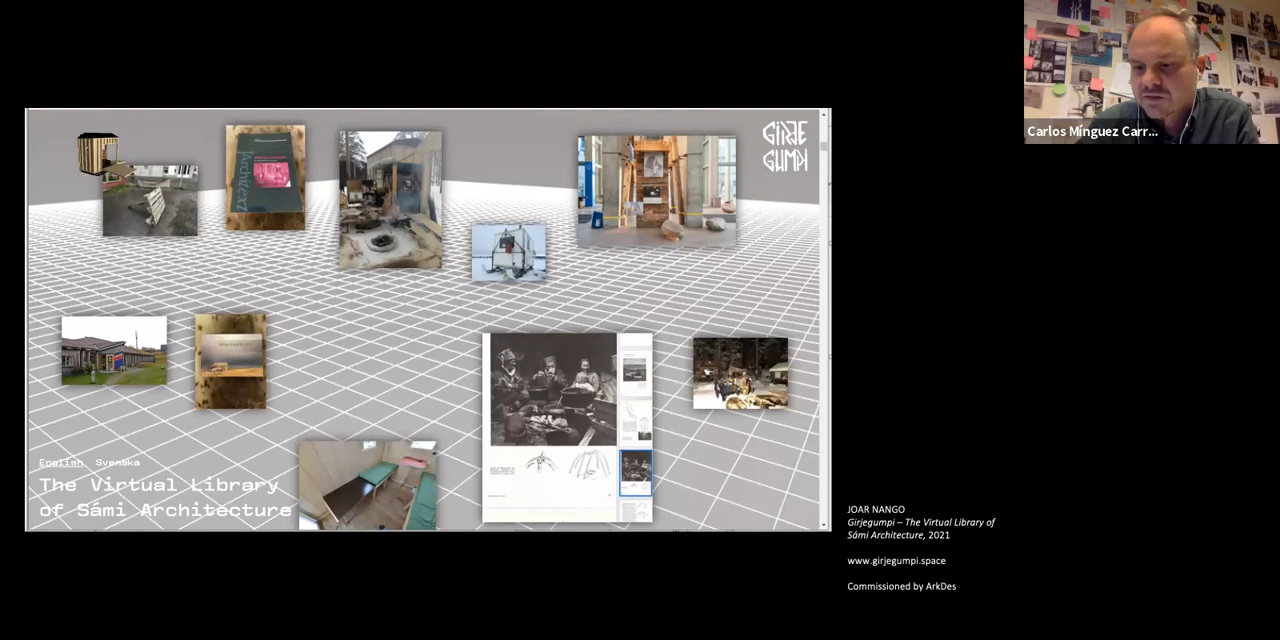 Carlos Mínguez Carr...
GIRJE
GUMPI
Architext
English Svenska
The Virtual Library
of Sámi Architecture
JOAR NANGO
Girjegumpi – The Virtual Library of
Sámi Architecture, 2021
www.girjegumpi.space
Commissioned by ArkDes